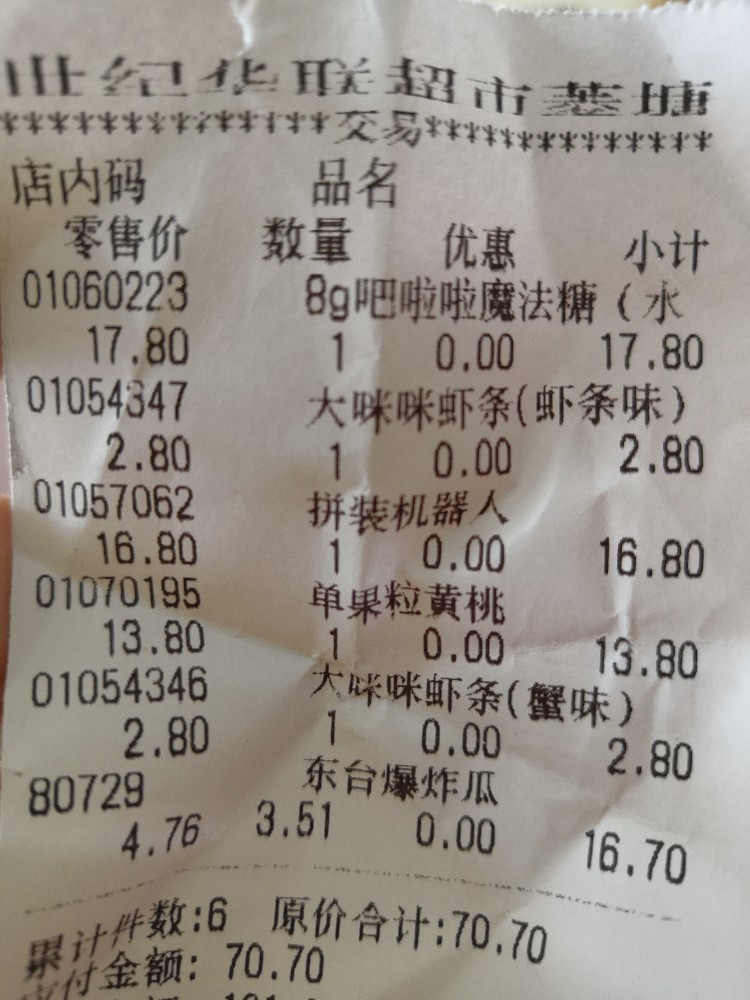 世纪华联超市葑塘
******************交易******************
店内码 品名
零售价 数量 优惠 小计
01060223 8g吧啦啦魔法糖(水
17.80 1 0.00 17.80
01054347 大咪咪虾条(虾条味)
2.80 1 0.00 2.80
01057062 拼装机器人
16.80 1 0.00 16.80
01070195 单果粒黄桃
13.80 1 0.00 13.80
01054346 大咪咪虾条(蟹味)
2.80 1 0.00 2.80
80729 东台爆炸瓜
4.76 3.51 0.00 16.70
累计件数:6 原价合计:70.70
应付金额: 70.70